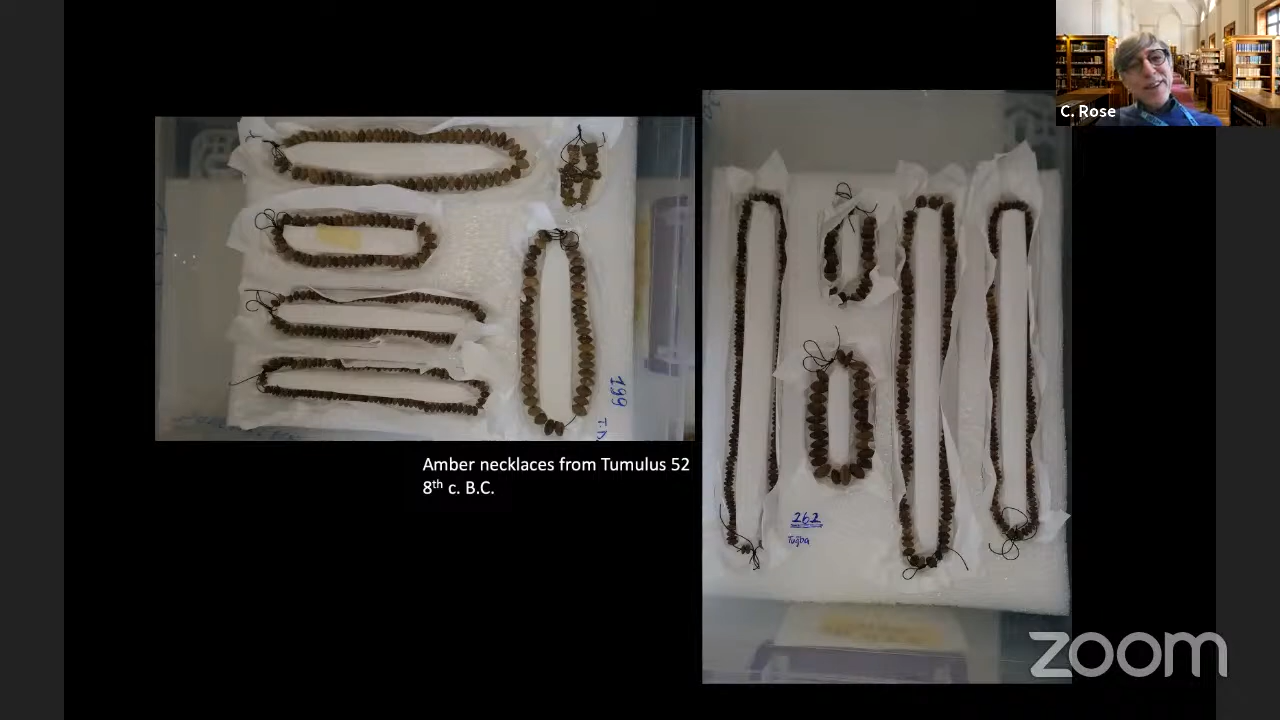 C. Rose
Amber necklaces from Tumulus 52
8th c. B.C.
199
262
Tuğba
zoom